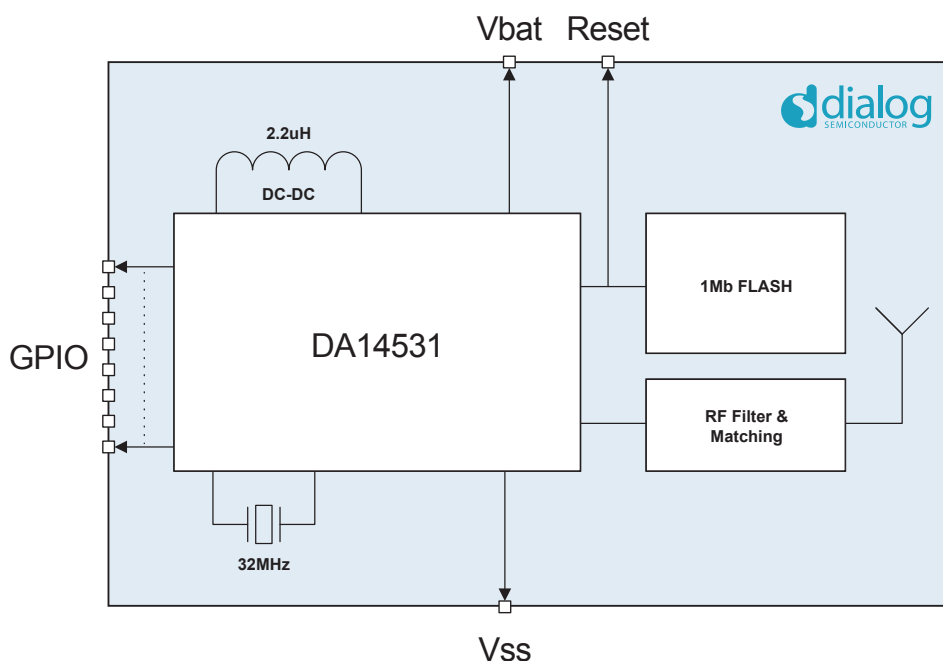 Vbat Reset
dialog
SEMICONDUCTOR
2.2uH
DC-DC
1Mb FLASH
DA14531
GPIO
RF Filter &
Matching
32MHz
Vss